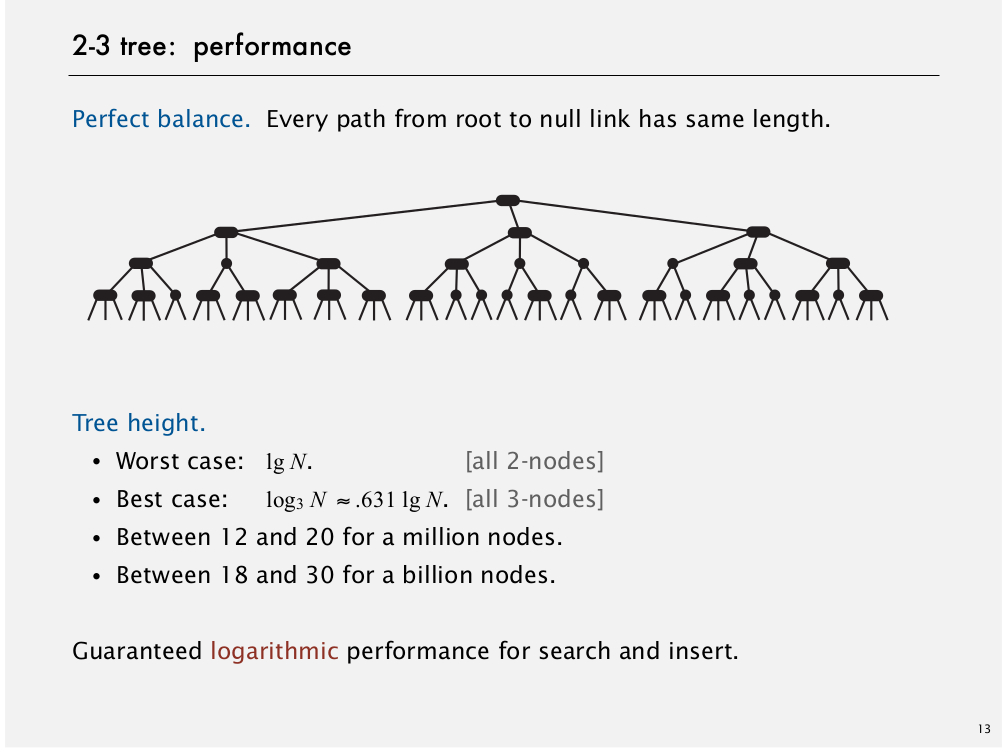 2-3 tree: performance
Perfect balance. Every path from root to null link has same length.
Tree height.
• Worst case: lg N. [all 2-nodes]
• Best case: log₃ N ≈ .631 lg N. [all 3-nodes]
• Between 12 and 20 for a million nodes.
• Between 18 and 30 for a billion nodes.
Guaranteed logarithmic performance for search and insert.
13